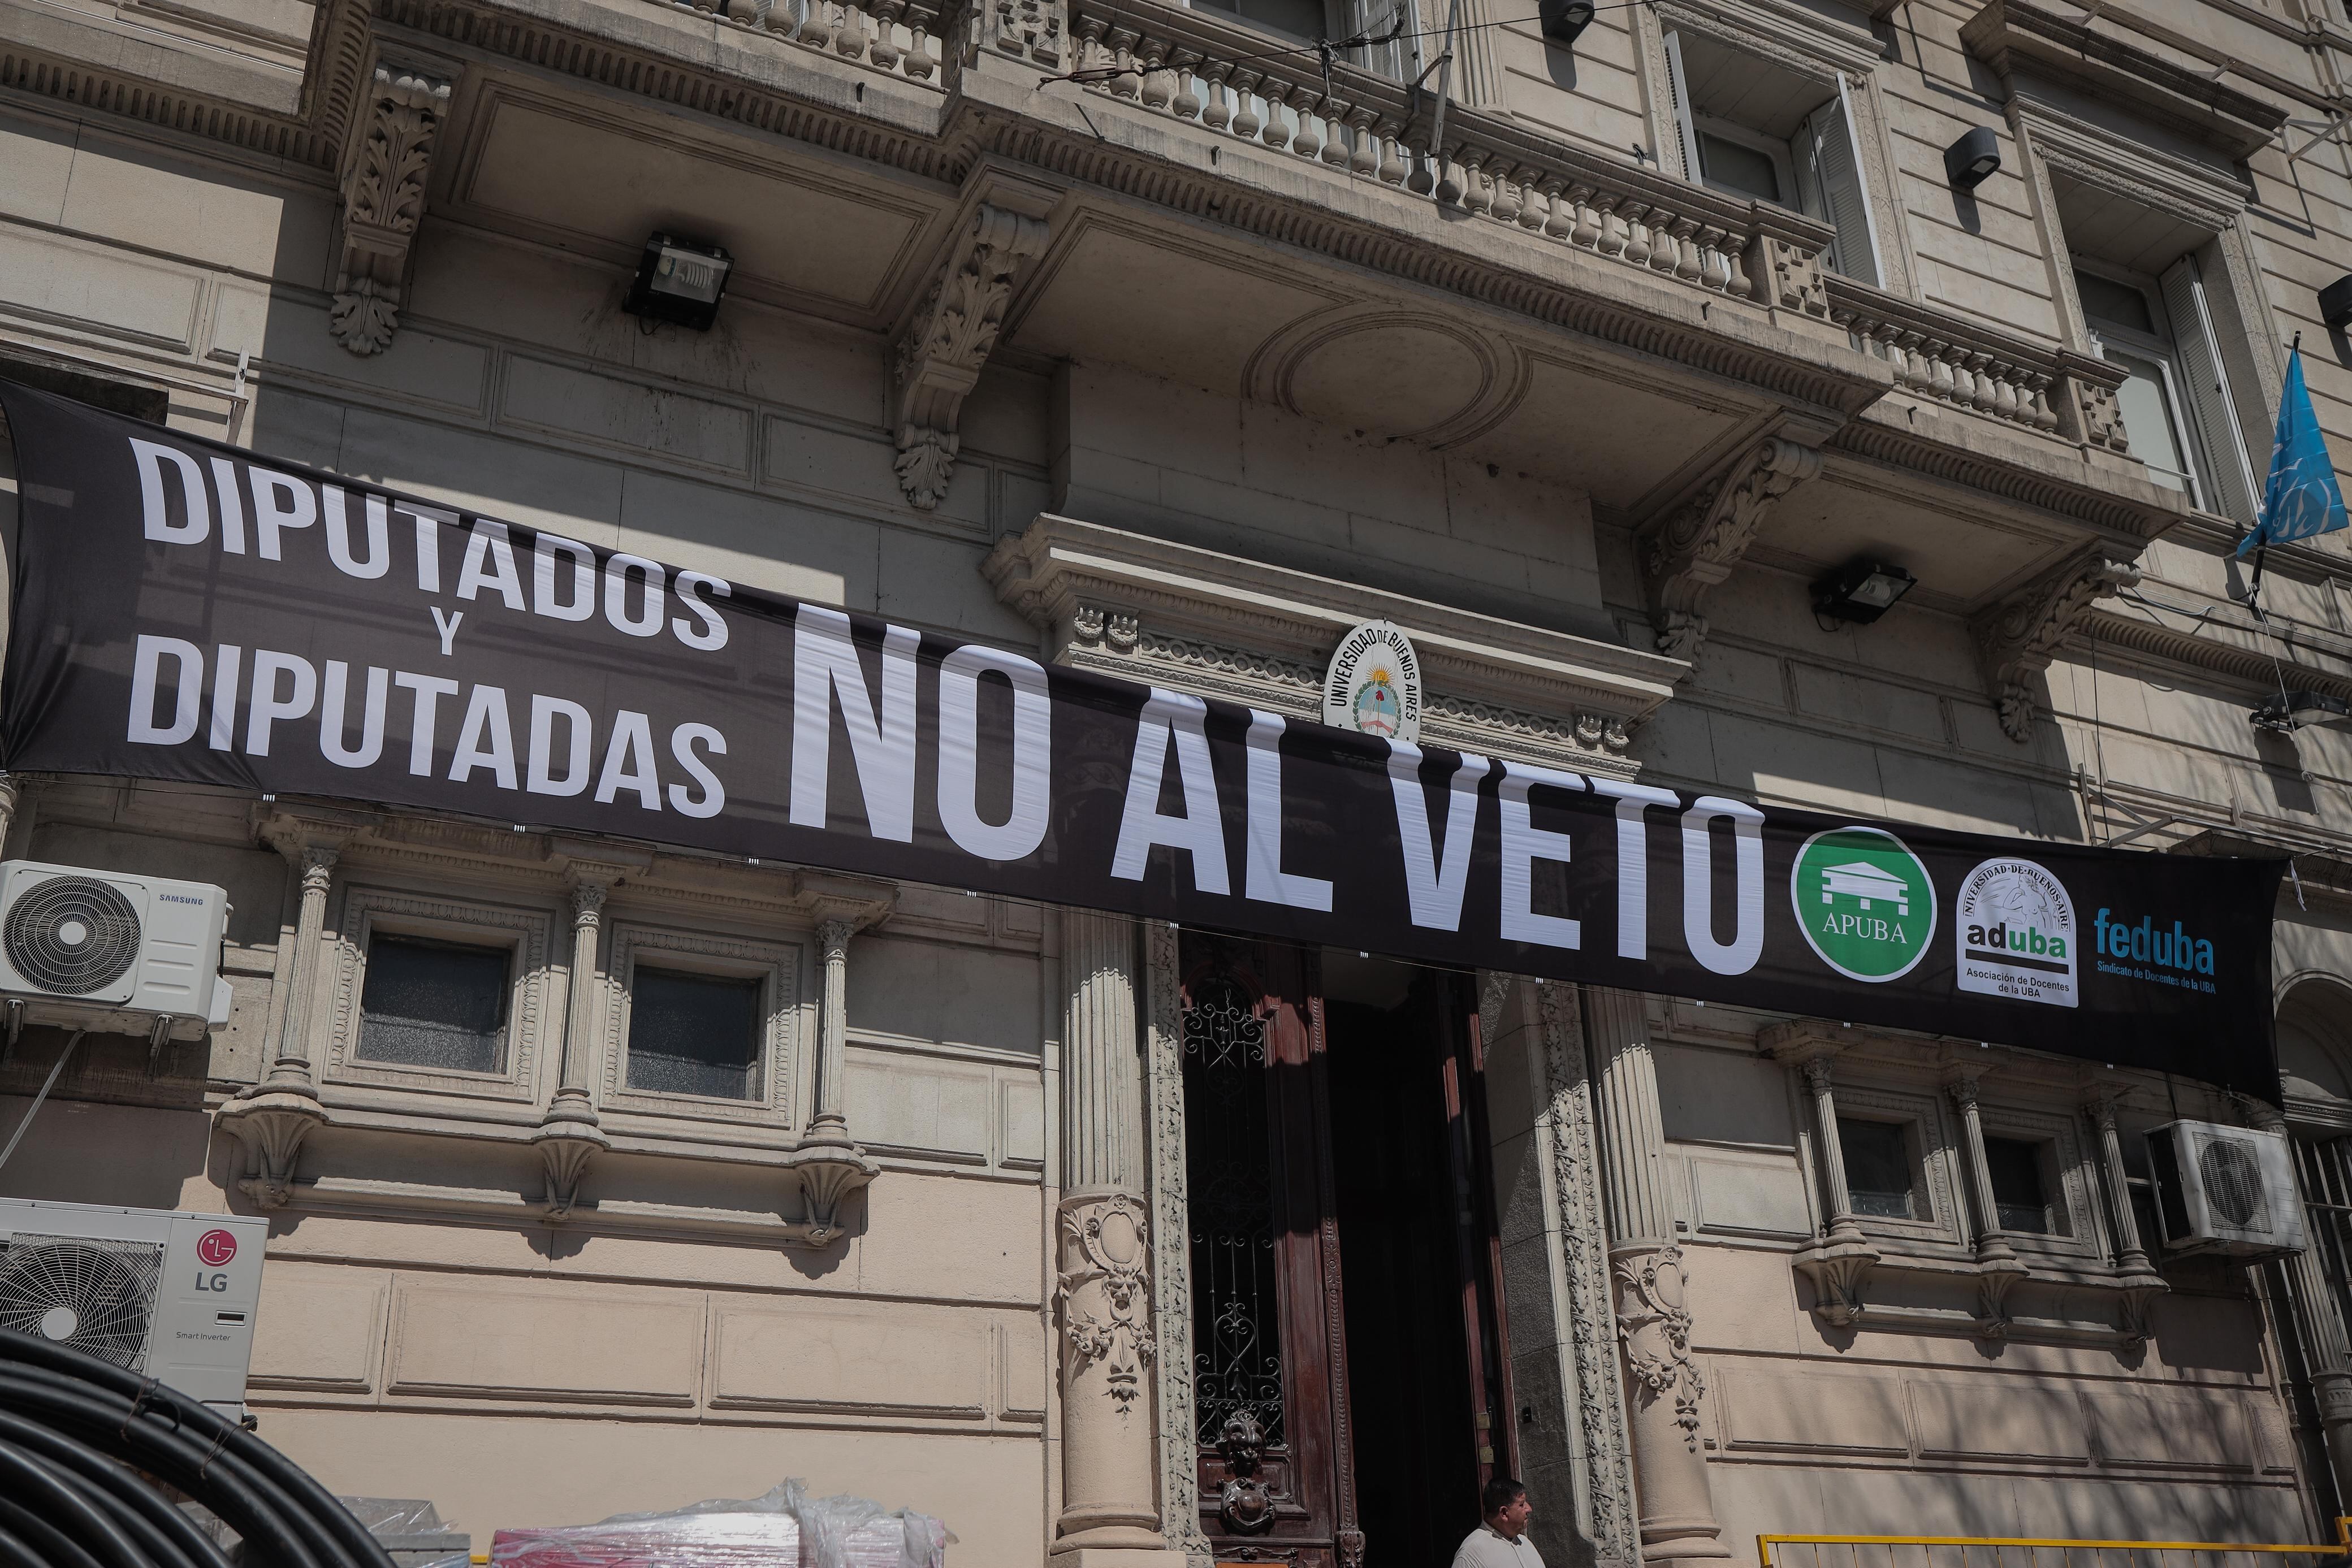 DIPUTADOS
Y
DIPUTADAS
NO AL VETO
UNIVERSIDAD DE BUENOS AIRES
APUBA
UNIVERSIDAD·DE·BUENOS·AIRES
aduba
Asociación de Docentes
de la UBA
feduba
Sindicato de Docentes de la UBA
SAMSUNG
LG
Smart Inverter